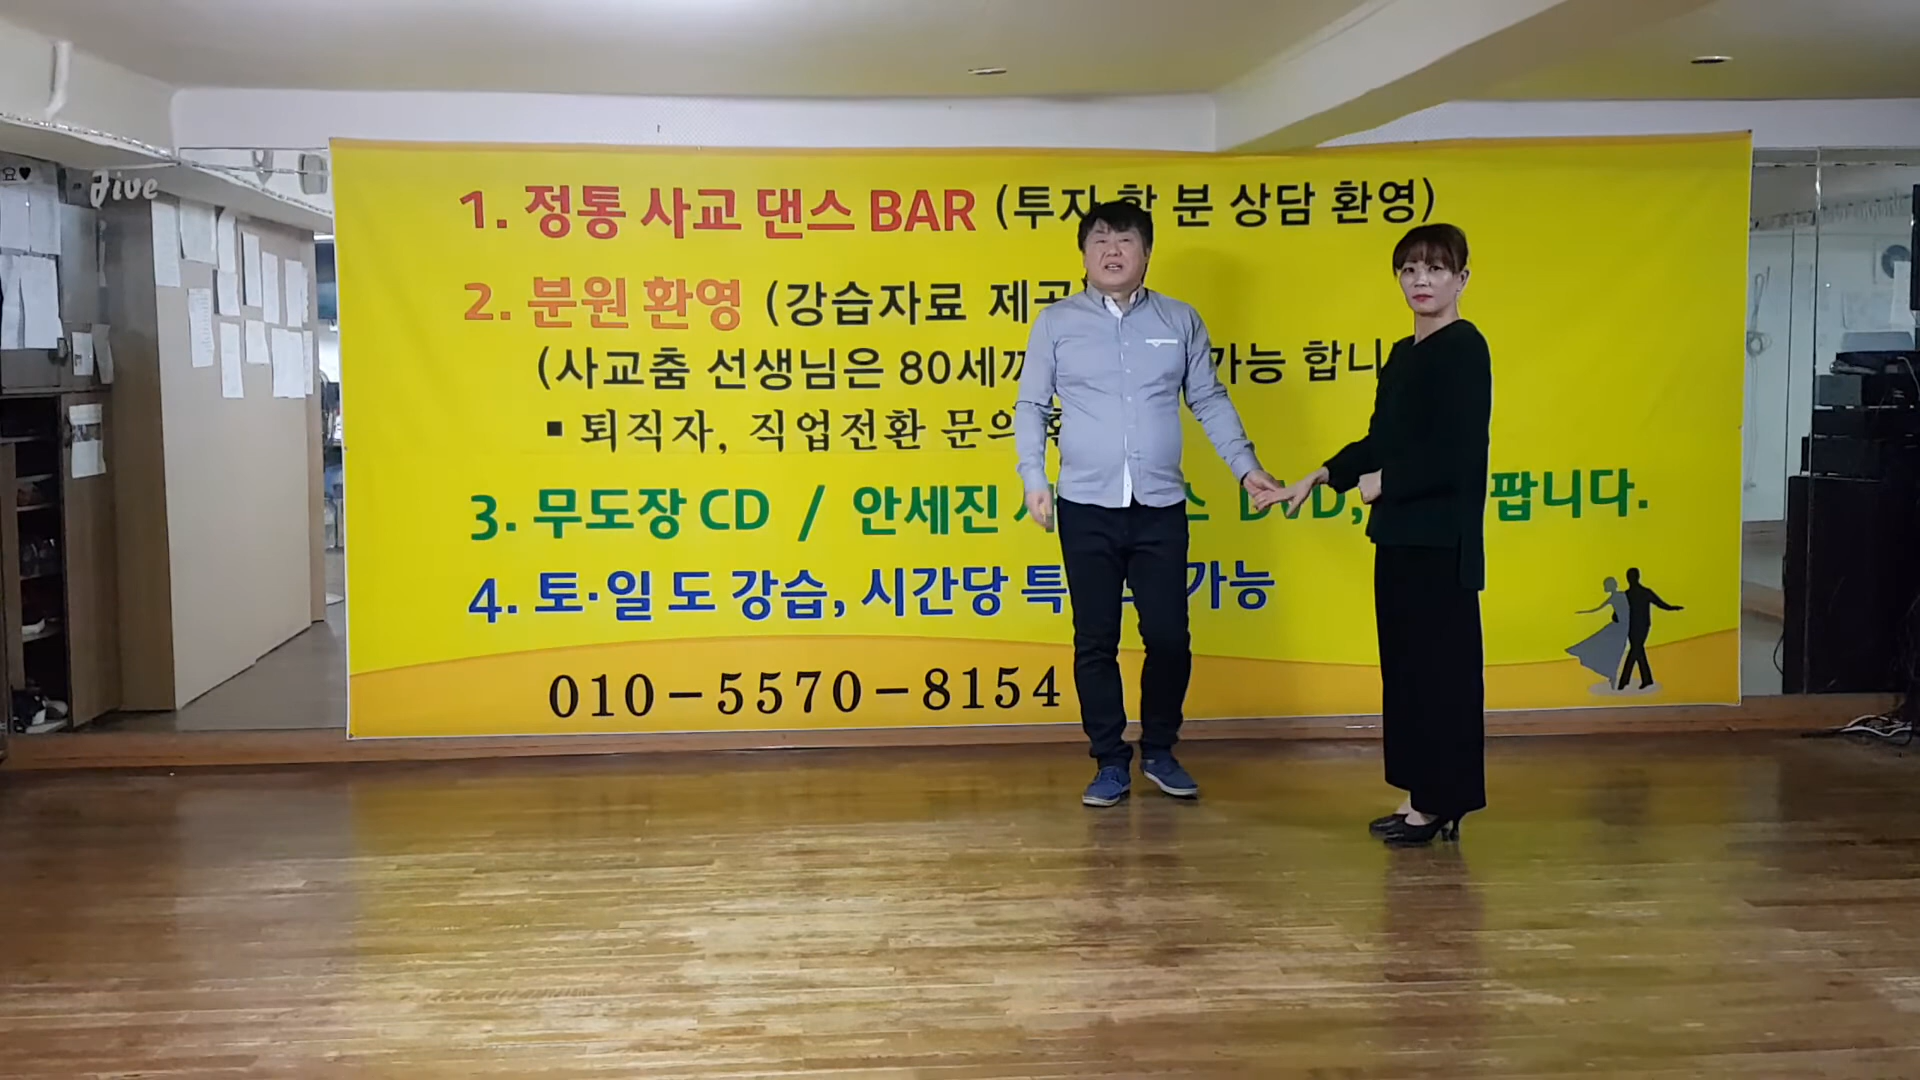 1. 정통 사교 댄스 BAR (투자 할 분 상담 환영)
2. 분원 환영 (강습자료 제공
(사교춤 선생님은 80세까 가능 합니
▪ 퇴직자, 직업전환 문의
3. 무도장 CD / 안세진 DVD, 팝니다.
4. 토·일 도 강습, 시간당 특 가능
010-5570-8154
Jive
요♥